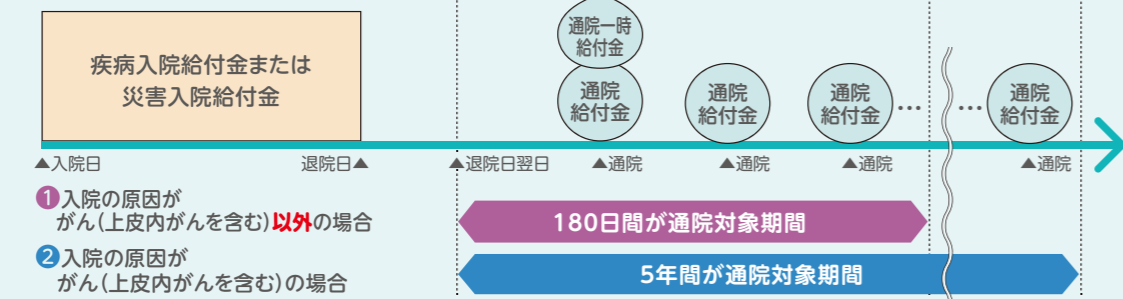 疾病入院給付金または
災害入院給付金
通院一時
給付金
通院
給付金
通院
給付金
通院
給付金
…
…
通院
給付金
▲入院日
退院日▲
▲退院日翌日
▲通院
▲通院
▲通院
▲通院
❶入院の原因が
がん(上皮内がんを含む)以外の場合
180日間が通院対象期間
❷入院の原因が
がん(上皮内がんを含む)の場合
5年間が通院対象期間